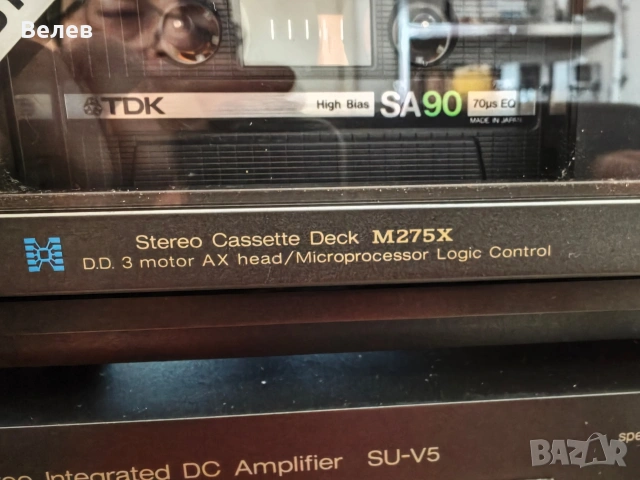 Велев
TDK High Bias SA90 70µs EQ
MADE IN JAPAN
Stereo Cassette Deck M275X
D.D. 3 motor AX head/Microprocessor Logic Control
Integrated DC Amplifier SU-V5
bazar